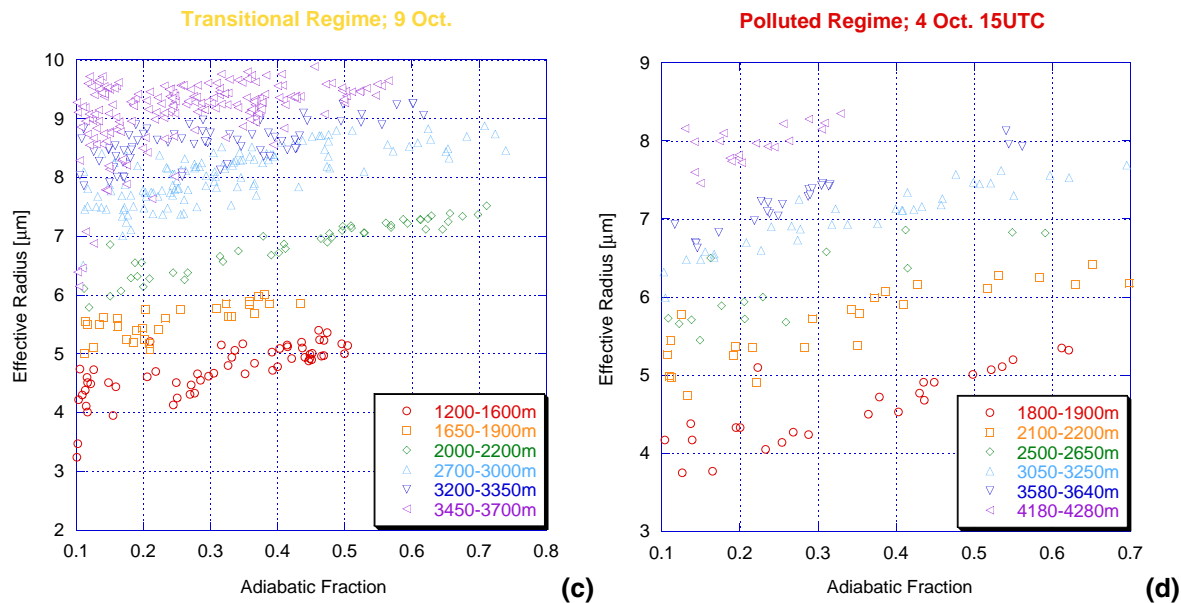 Transitional Regime; 9 Oct.
10
9
8
7
6
5
4
3
2
Effective Radius [µm]
1200-1600m
1650-1900m
2000-2200m
2700-3000m
3200-3350m
3450-3700m
0.1 0.2 0.3 0.4 0.5 0.6 0.7 0.8
Adiabatic Fraction
(c)
Polluted Regime; 4 Oct. 15UTC
9
8
7
6
5
4
3
Effective Radius [µm]
1800-1900m
2100-2200m
2500-2650m
3050-3250m
3580-3640m
4180-4280m
0.1 0.2 0.3 0.4 0.5 0.6 0.7
Adiabatic Fraction
(d)